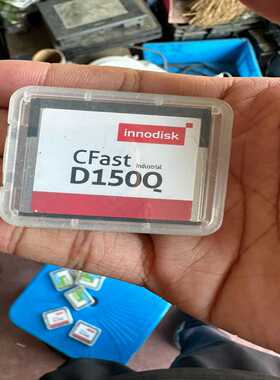 innodisk
CFast Industrial
D150Q